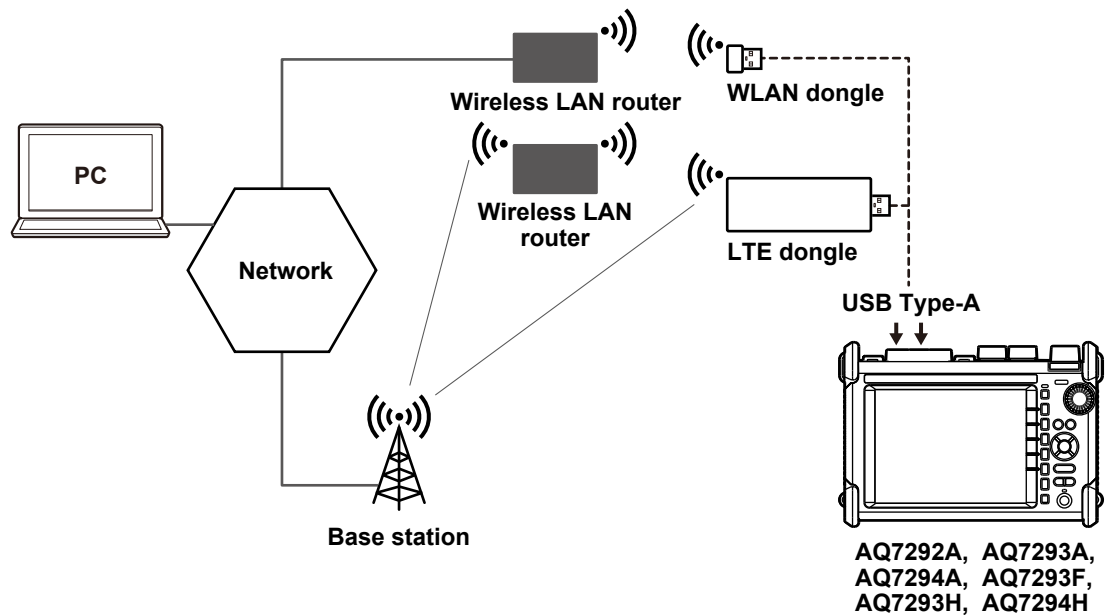 Wireless LAN router
WLAN dongle
PC
Wireless LAN
router
LTE dongle
Network
USB Type-A
Base station
AQ7292A, AQ7293A,
AQ7294A, AQ7293F,
AQ7293H, AQ7294H